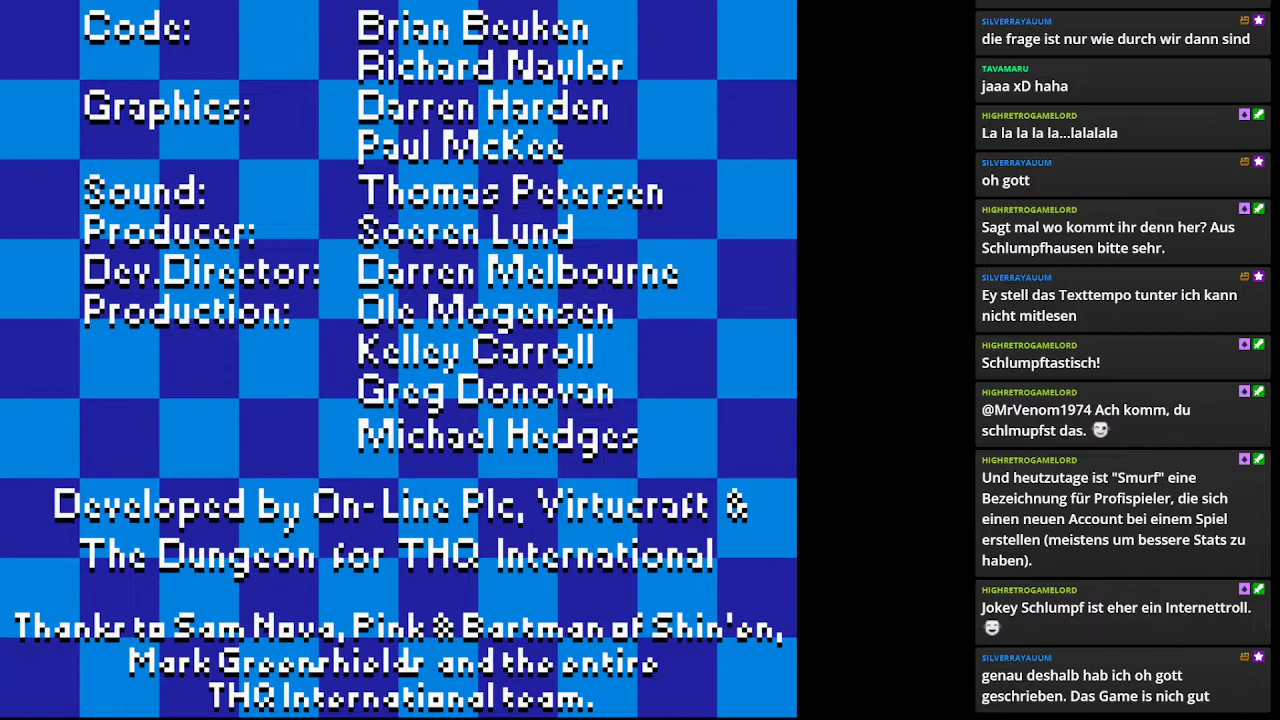 Code: Brian Beuken
Richard Naylor
Graphics: Darren Harden
Paul McKee
Sound: Thomas Petersen
Producer: Soeren Lund
Dev.Director: Darren Melbourne
Production: Ole Mogensen
Kelley Carroll
Greg Donovan
Michael Hedges
Developed by On-Line Plc, Virtucraft &
The Dungeon for THQ International
Thanks to Sam Nova, Pink & Bartman of Shin'en,
Mark Greenshields and the entire
THQ International team.
SILVERRAYAUUM
die frage ist nur wie durch wir dann sind
TAVAMARU
jaaa xD haha
HIGHRETROGAMELORD
La la la la la...lalalala
SILVERRAYAUUM
oh gott
HIGHRETROGAMELORD
Sagt mal wo kommt ihr denn her? Aus
Schlumpfhausen bitte sehr.
SILVERRAYAUUM
Ey stell das Texttempo tunter ich kann
nicht mitlesen
HIGHRETROGAMELORD
Schlumpftastisch!
HIGHRETROGAMELORD
@MrVenom1974 Ach komm, du
schlmupfst das.
HIGHRETROGAMELORD
Und heutzutage ist "Smurf" eine
Bezeichnung für Profispieler, die sich
einen neuen Account bei einem Spiel
erstellen (meistens um bessere Stats zu
haben).
HIGHRETROGAMELORD
Jokey Schlumpf ist eher ein Internettroll.
SILVERRAYAUUM
genau deshalb hab ich oh gott
geschrieben. Das Game is nich gut